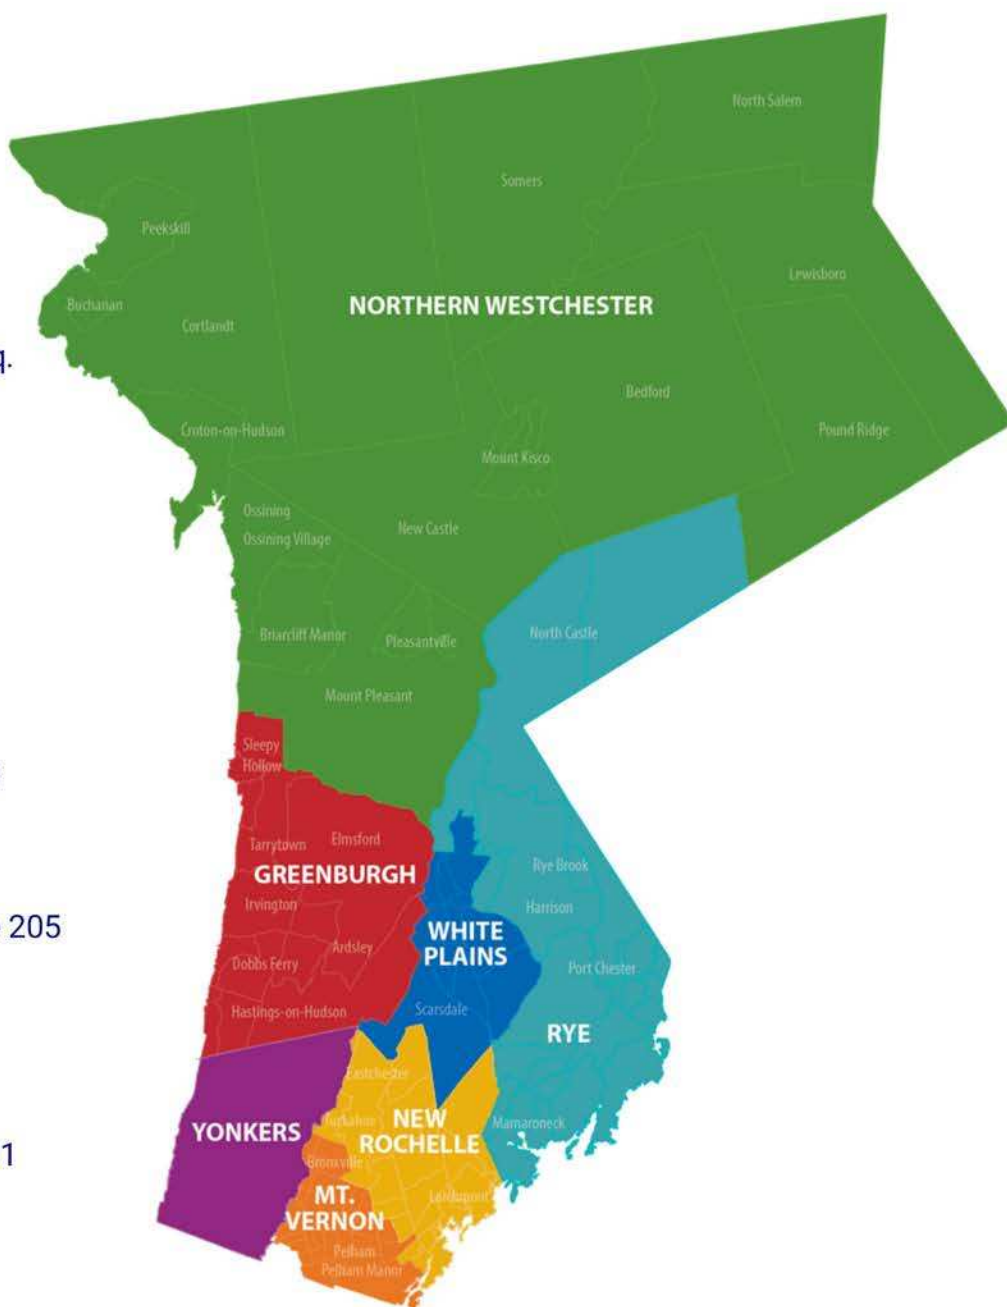 North Salem
Somers
Peekskill
Lewisboro
Buchanan
NORTHERN WESTCHESTER
Cortlandt
q.
Bedford
Croton-on-Hudson
Pound Ridge
Mount Kisco
Ossining
New Castle
Ossining Village
North Castle
Briarcliff Manor
Pleasantville
Mount Pleasant
Sleepy
Hollow
Elmsford
Tarrytown
Rye Brook
GREENBURGH
Irvington
Harrison
205
WHITE
PLAINS
Ardsley
Dobbs Ferry
Port Chester
Scarsdale
Hastings-on-Hudson
RYE
Eastchester
Tuckahoe
NEW
ROCHELLE
Mamaroneck
YONKERS
1
Bronxville
MT.
VERNON
Larchmont
Pelham
Pelham Manor